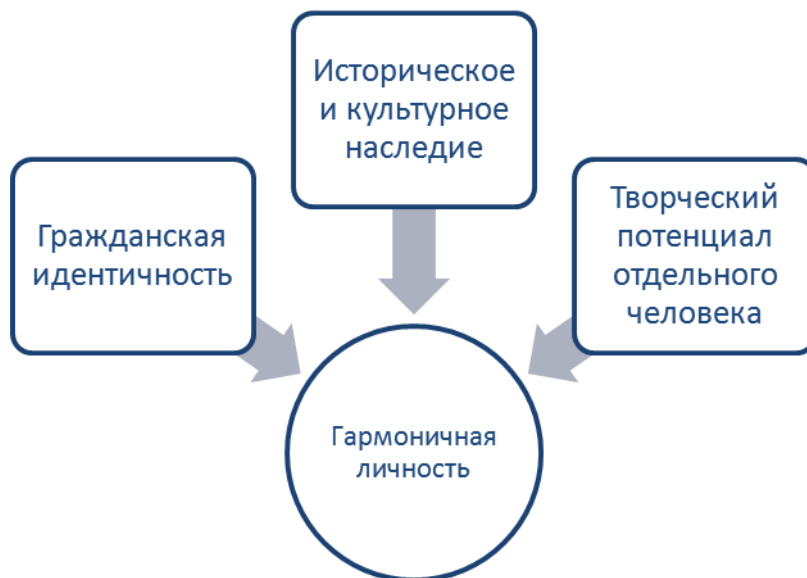 Историческое
и культурное
наследие
Гражданская
идентичность
Творческий
потенциал
отдельного
человека
Гармоничная
личность